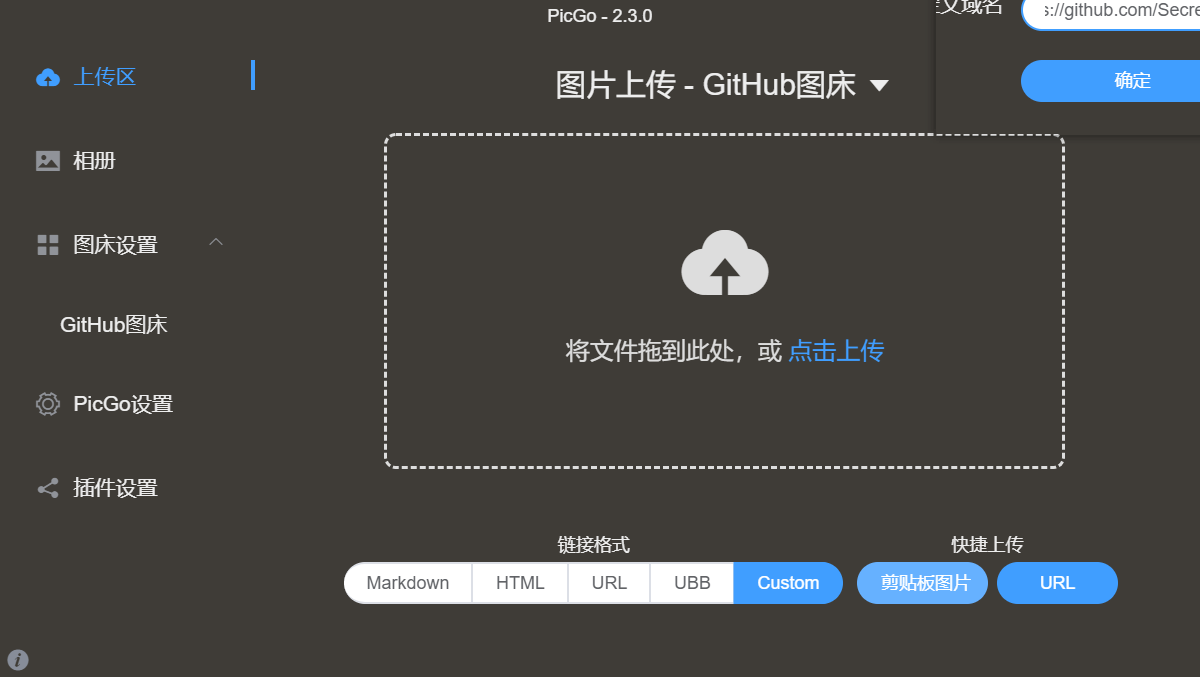 PicGo - 2.3.0
义域名
s://github.com/Secre
确定
上传区
图片上传 - GitHub图床
相册
图床设置
GitHub图床
PicGo设置
插件设置
将文件拖到此处，或 点击上传
链接格式
快捷上传
Markdown HTML URL UBB Custom
剪贴板图片 URL